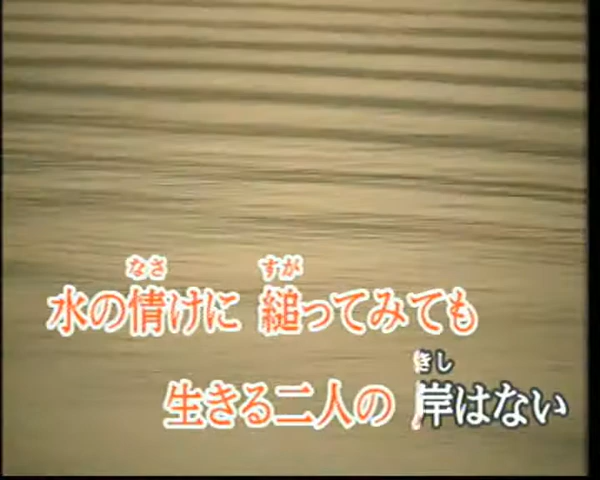 なさ すが
水の情けに 縋ってみても
きし
生きる二人の 岸はない